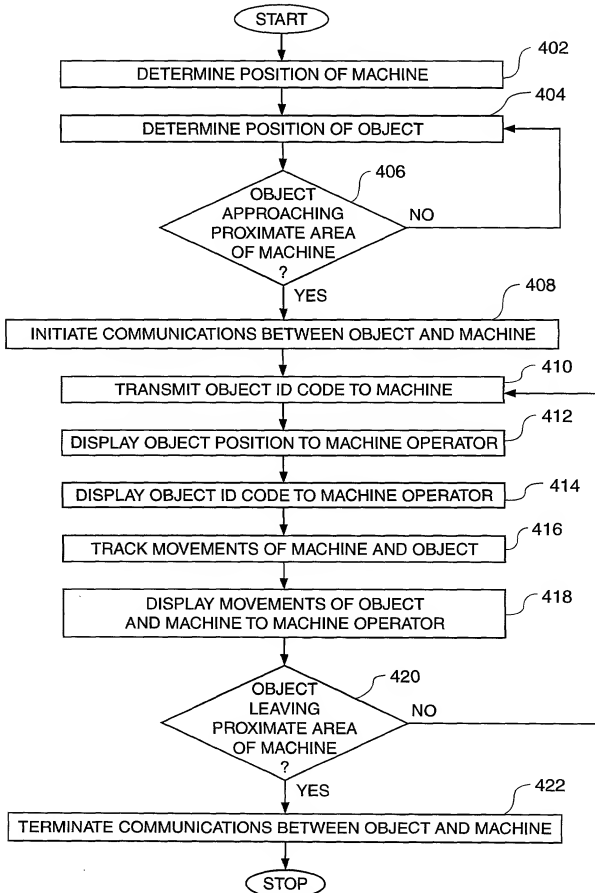 START
402
DETERMINE POSITION OF MACHINE
404
DETERMINE POSITION OF OBJECT
406
OBJECT
APPROACHING
PROXIMATE AREA
OF MACHINE
?
NO
YES
408
INITIATE COMMUNICATIONS BETWEEN OBJECT AND MACHINE
410
TRANSMIT OBJECT ID CODE TO MACHINE
412
DISPLAY OBJECT POSITION TO MACHINE OPERATOR
414
DISPLAY OBJECT ID CODE TO MACHINE OPERATOR
416
TRACK MOVEMENTS OF MACHINE AND OBJECT
418
DISPLAY MOVEMENTS OF OBJECT
AND MACHINE TO MACHINE OPERATOR
420
OBJECT
LEAVING
PROXIMATE AREA
OF MACHINE
?
NO
YES
422
TERMINATE COMMUNICATIONS BETWEEN OBJECT AND MACHINE
STOP